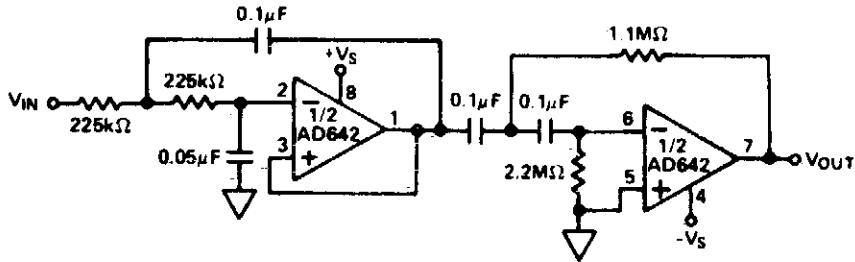 0.1μF
+VS
1.1MΩ
VIN
225kΩ
225kΩ
2
8
1
1/2
AD642
3
0.05μF
0.1μF
0.1μF
6
7
1/2
AD642
VOUT
2.2MΩ
5
4
-VS